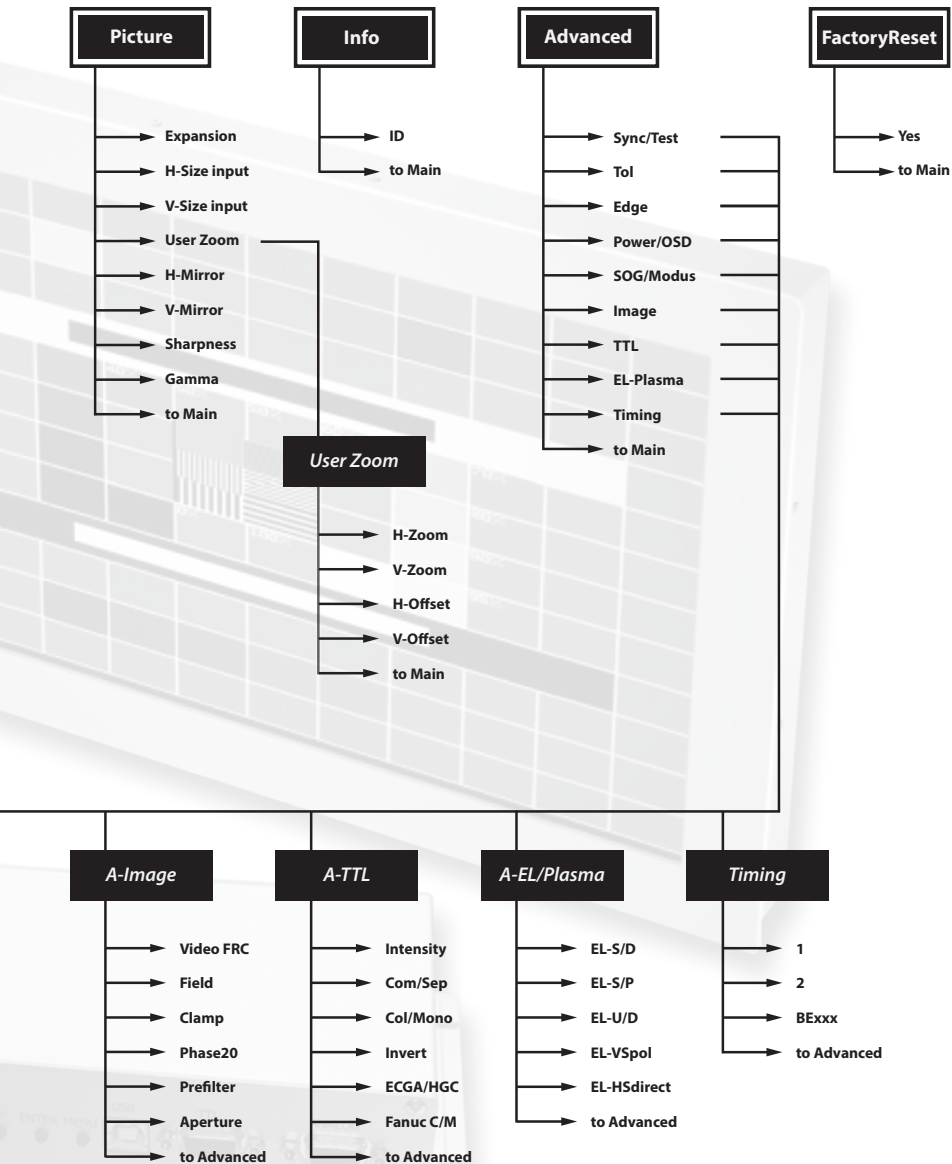 Picture
Info
Advanced
FactoryReset
Expansion
H-Size input
V-Size input
User Zoom
H-Mirror
V-Mirror
Sharpness
Gamma
to Main
ID
to Main
Sync/Test
Tol
Edge
Power/OSD
SOG/Modus
Image
TTL
EL-Plasma
Timing
to Main
Yes
to Main
User Zoom
H-Zoom
V-Zoom
H-Offset
V-Offset
to Main
A-Image
A-TTL
A-EL/Plasma
Timing
Video FRC
Field
Clamp
Phase20
Prefilter
Aperture
to Advanced
Intensity
Com/Sep
Col/Mono
Invert
ECGA/HGC
Fanuc C/M
to Advanced
EL-S/D
EL-S/P
EL-U/D
EL-VSpol
EL-HSdirect
to Advanced
1
2
BExxx
to Advanced
ENTER MENU
USB